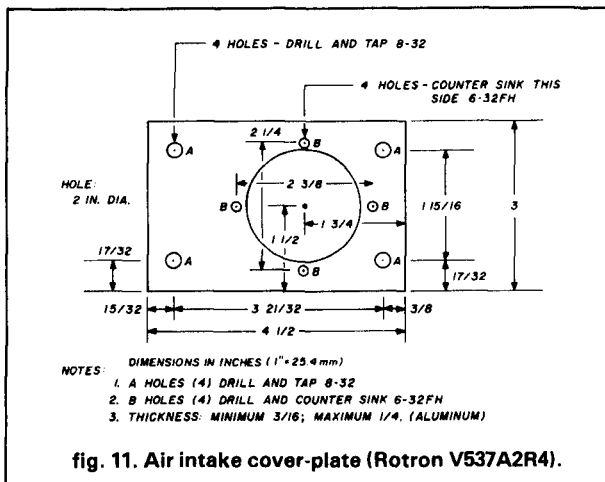 4 HOLES - DRILL AND TAP 8-32
4 HOLES - COUNTER SINK THIS
SIDE 6-32FH
2 1/4
B
A
A
HOLE:
2 IN. DIA.
2 3/8
B
B
1 15/16
3
1 3/4
1 1/2
17/32
A
B
A
17/32
15/32
3 21/32
3/8
4 1/2
DIMENSIONS IN INCHES (1"=25.4mm)
NOTES:
1. A HOLES (4) DRILL AND TAP 8-32
2. B HOLES (4) DRILL AND COUNTER SINK 6-32FH
3. THICKNESS: MINIMUM 3/16; MAXIMUM 1/4. (ALUMINUM)
fig. 11. Air intake cover-plate (Rotron V537A2R4).